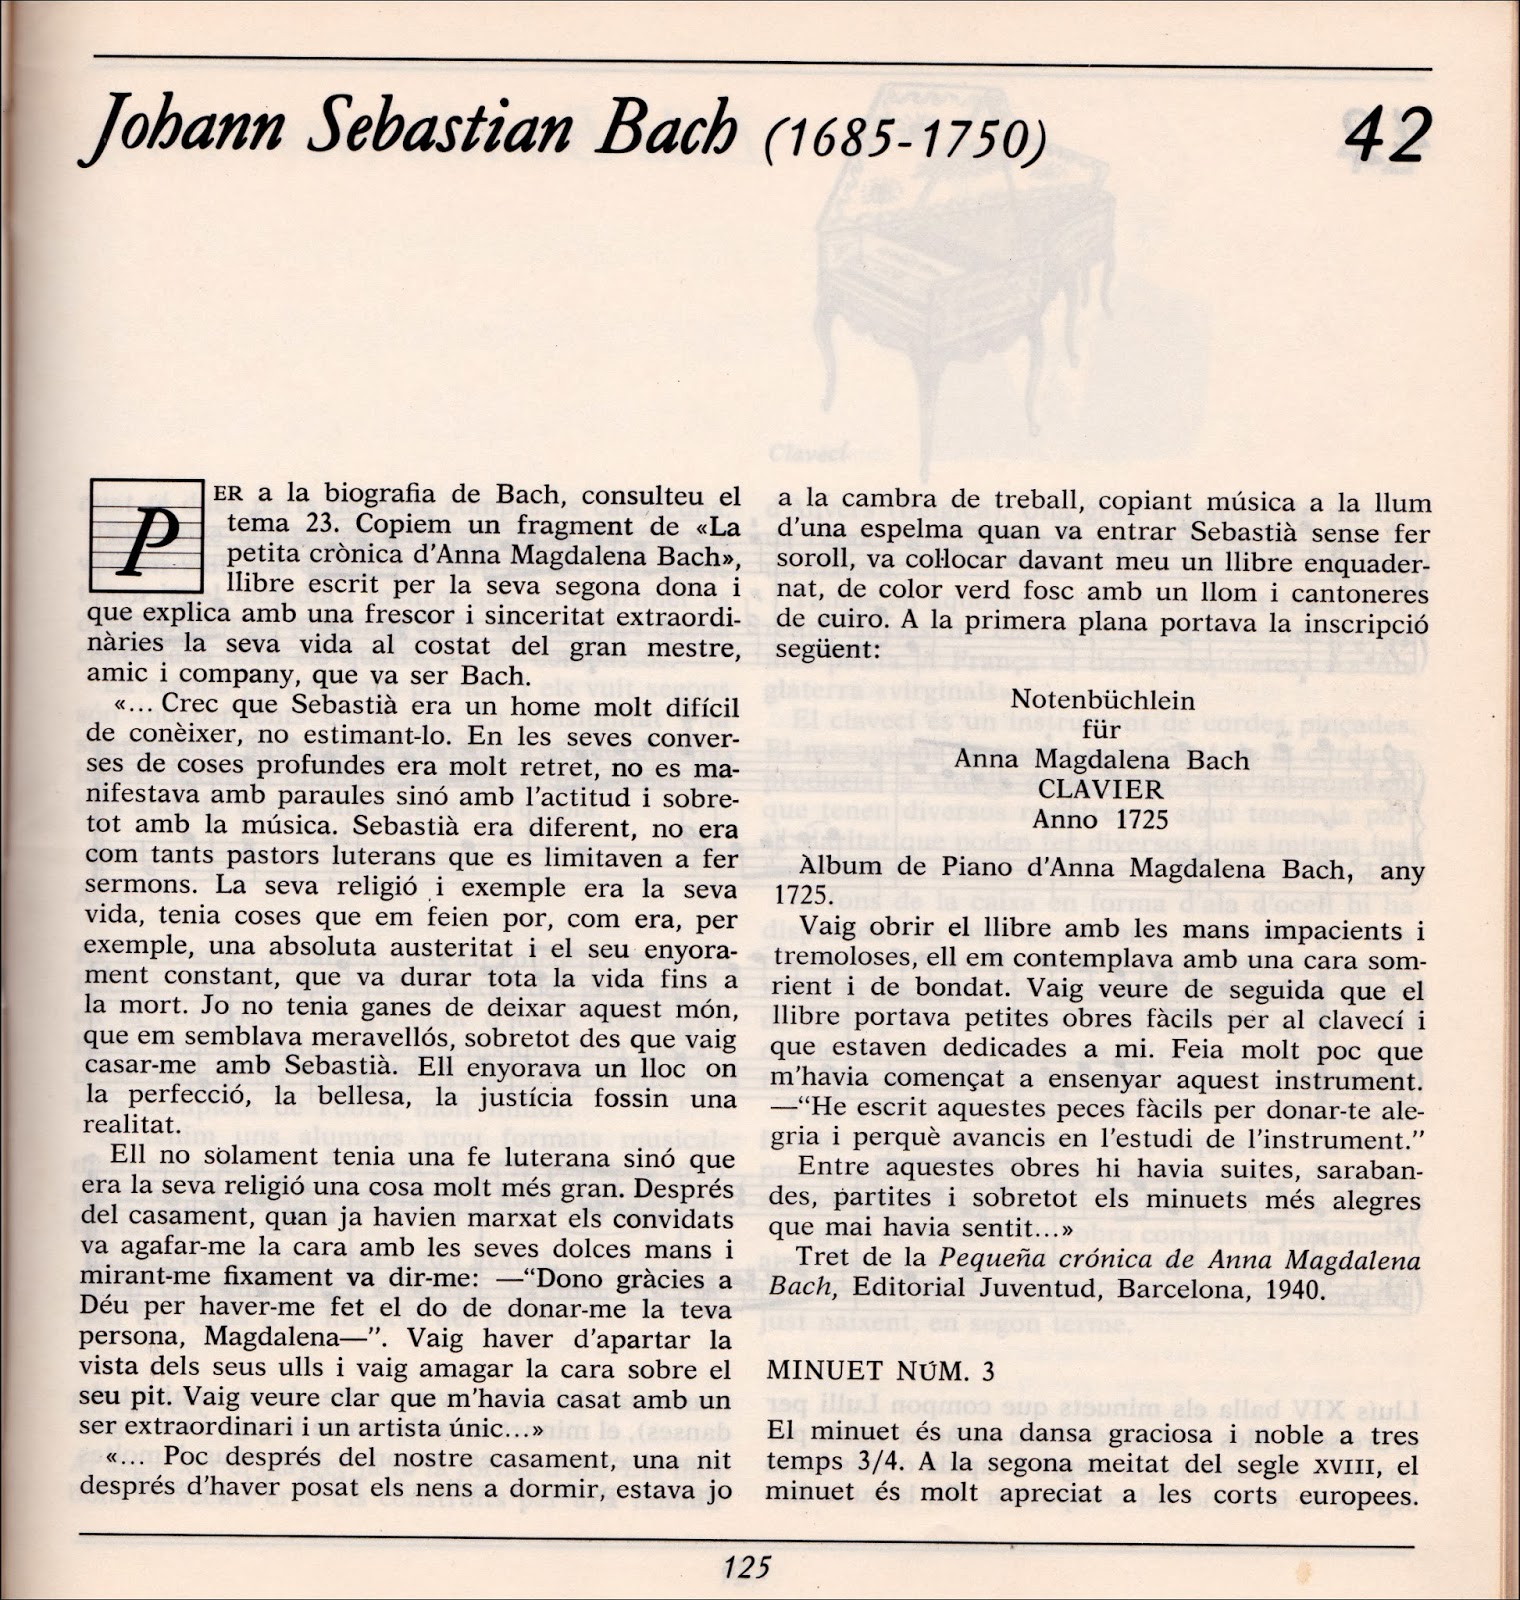 Johann Sebastian Bach (1685-1750)
42
PER a la biografia de Bach, consulteu el
tema 23. Copiem un fragment de «La
petita crònica d'Anna Magdalena Bach»,
llibre escrit per la seva segona dona i
que explica amb una frescor i sinceritat extraordi-
nàries la seva vida al costat del gran mestre,
amic i company, que va ser Bach.
«... Crec que Sebastià era un home molt difícil
de conèixer, no estimant-lo. En les seves conver-
ses de coses profundes era molt retret, no es ma-
nifestava amb paraules sinó amb l'actitud i sobre-
tot amb la música. Sebastià era diferent, no era
com tants pastors luterans que es limitaven a fer
sermons. La seva religió i exemple era la seva
vida, tenia coses que em feien por, com era, per
exemple, una absoluta austeritat i el seu enyora-
ment constant, que va durar tota la vida fins a
la mort. Jo no tenia ganes de deixar aquest món,
que em semblava meravellós, sobretot des que vaig
casar-me amb Sebastià. Ell enyorava un lloc on
la perfecció, la bellesa, la justícia fossin una
realitat.
Ell no solament tenia una fe luterana sinó que
era la seva religió una cosa molt més gran. Després
del casament, quan ja havien marxat els convidats
va agafar-me la cara amb les seves dolces mans i
mirant-me fixament va dir-me: —“Dono gràcies a
Déu per haver-me fet el do de donar-me la teva
persona, Magdalena—”. Vaig haver d'apartar la
vista dels seus ulls i vaig amagar la cara sobre el
seu pit. Vaig veure clar que m'havia casat amb un
ser extraordinari i un artista únic...»
«... Poc després del nostre casament, una nit
després d'haver posat els nens a dormir, estava jo
a la cambra de treball, copiant música a la llum
d'una espelma quan va entrar Sebastià sense fer
soroll, va col·locar davant meu un llibre enquader-
nat, de color verd fosc amb un llom i cantoneres
de cuiro. A la primera plana portava la inscripció
següent:
Notenbüchlein
für
Anna Magdalena Bach
CLAVIER
Anno 1725
Àlbum de Piano d'Anna Magdalena Bach, any
1725.
Vaig obrir el llibre amb les mans impacients i
tremoloses, ell em contemplava amb una cara som-
rient i de bondat. Vaig veure de seguida que el
llibre portava petites obres fàcils per al clavecí i
que estaven dedicades a mi. Feia molt poc que
m'havia començat a ensenyar aquest instrument.
—“He escrit aquestes peces fàcils per donar-te ale-
gria i perquè avancis en l'estudi de l'instrument.”
Entre aquestes obres hi havia suites, saraban-
des, partites i sobretot els minuets més alegres
que mai havia sentit...»
Tret de la Pequeña crónica de Anna Magdalena
Bach, Editorial Juventud, Barcelona, 1940.
MINUET NÚM. 3
El minuet és una dansa graciosa i noble a tres
temps 3/4. A la segona meitat del segle XVIII, el
minuet és molt apreciat a les corts europees.
125